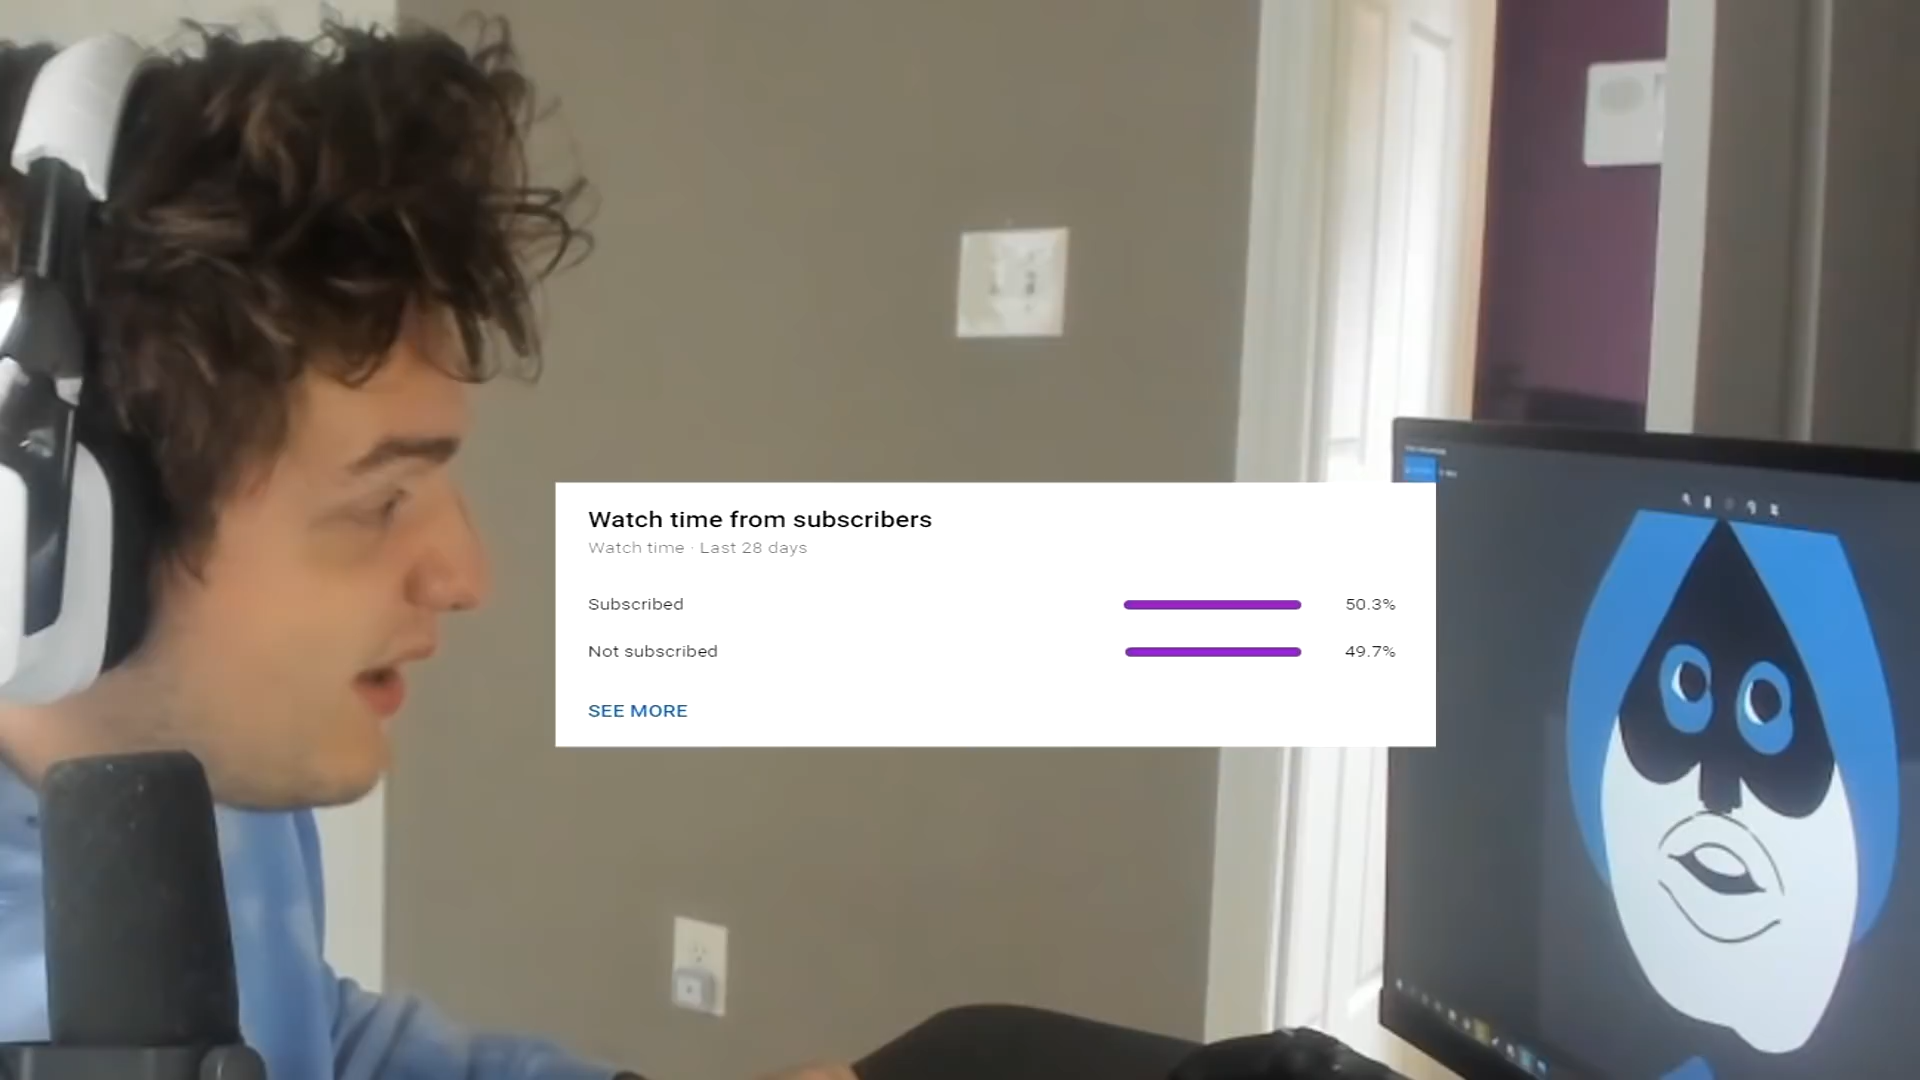 Watch time from subscribers
Watch time · Last 28 days
Subscribed 50.3%
Not subscribed 49.7%
SEE MORE